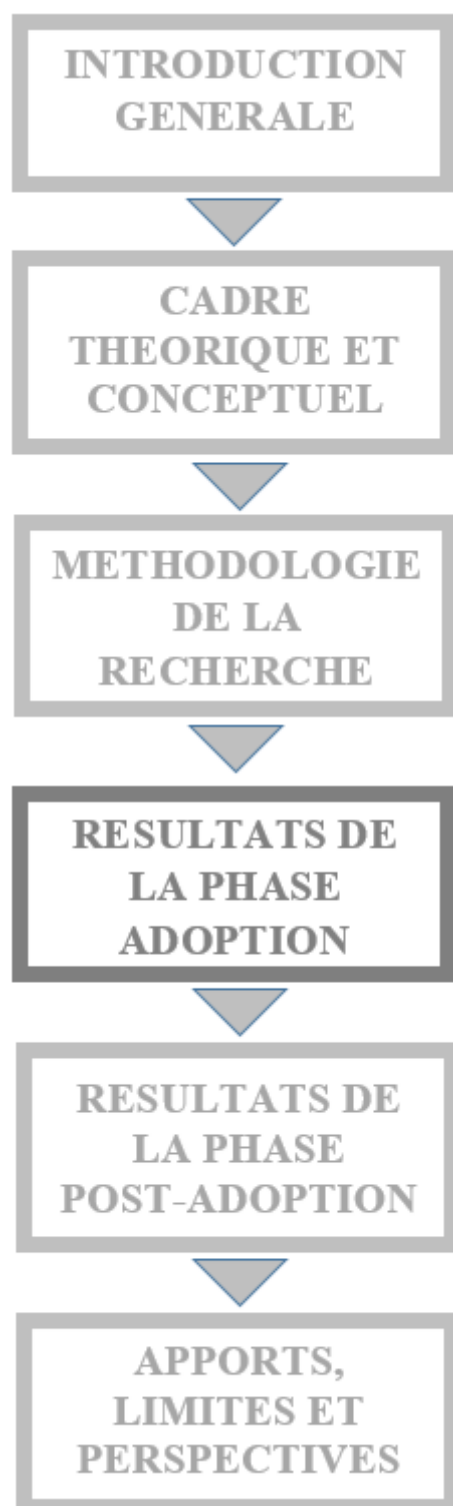 INTRODUCTION
GENERALE
CADRE
THEORIQUE ET
CONCEPTUEL
METHODOLOGIE
DE LA
RECHERCHE
RESULTATS DE
LA PHASE
ADOPTION
RESULTATS DE
LA PHASE
POST-ADOPTION
APPORTS,
LIMITES ET
PERSPECTIVES